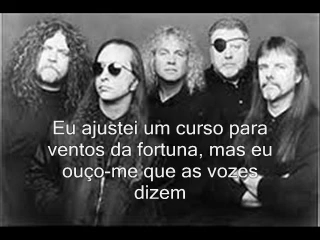 Eu ajustei um curso para
ventos da fortuna, mas eu
ouço-me que as vozes
dizem